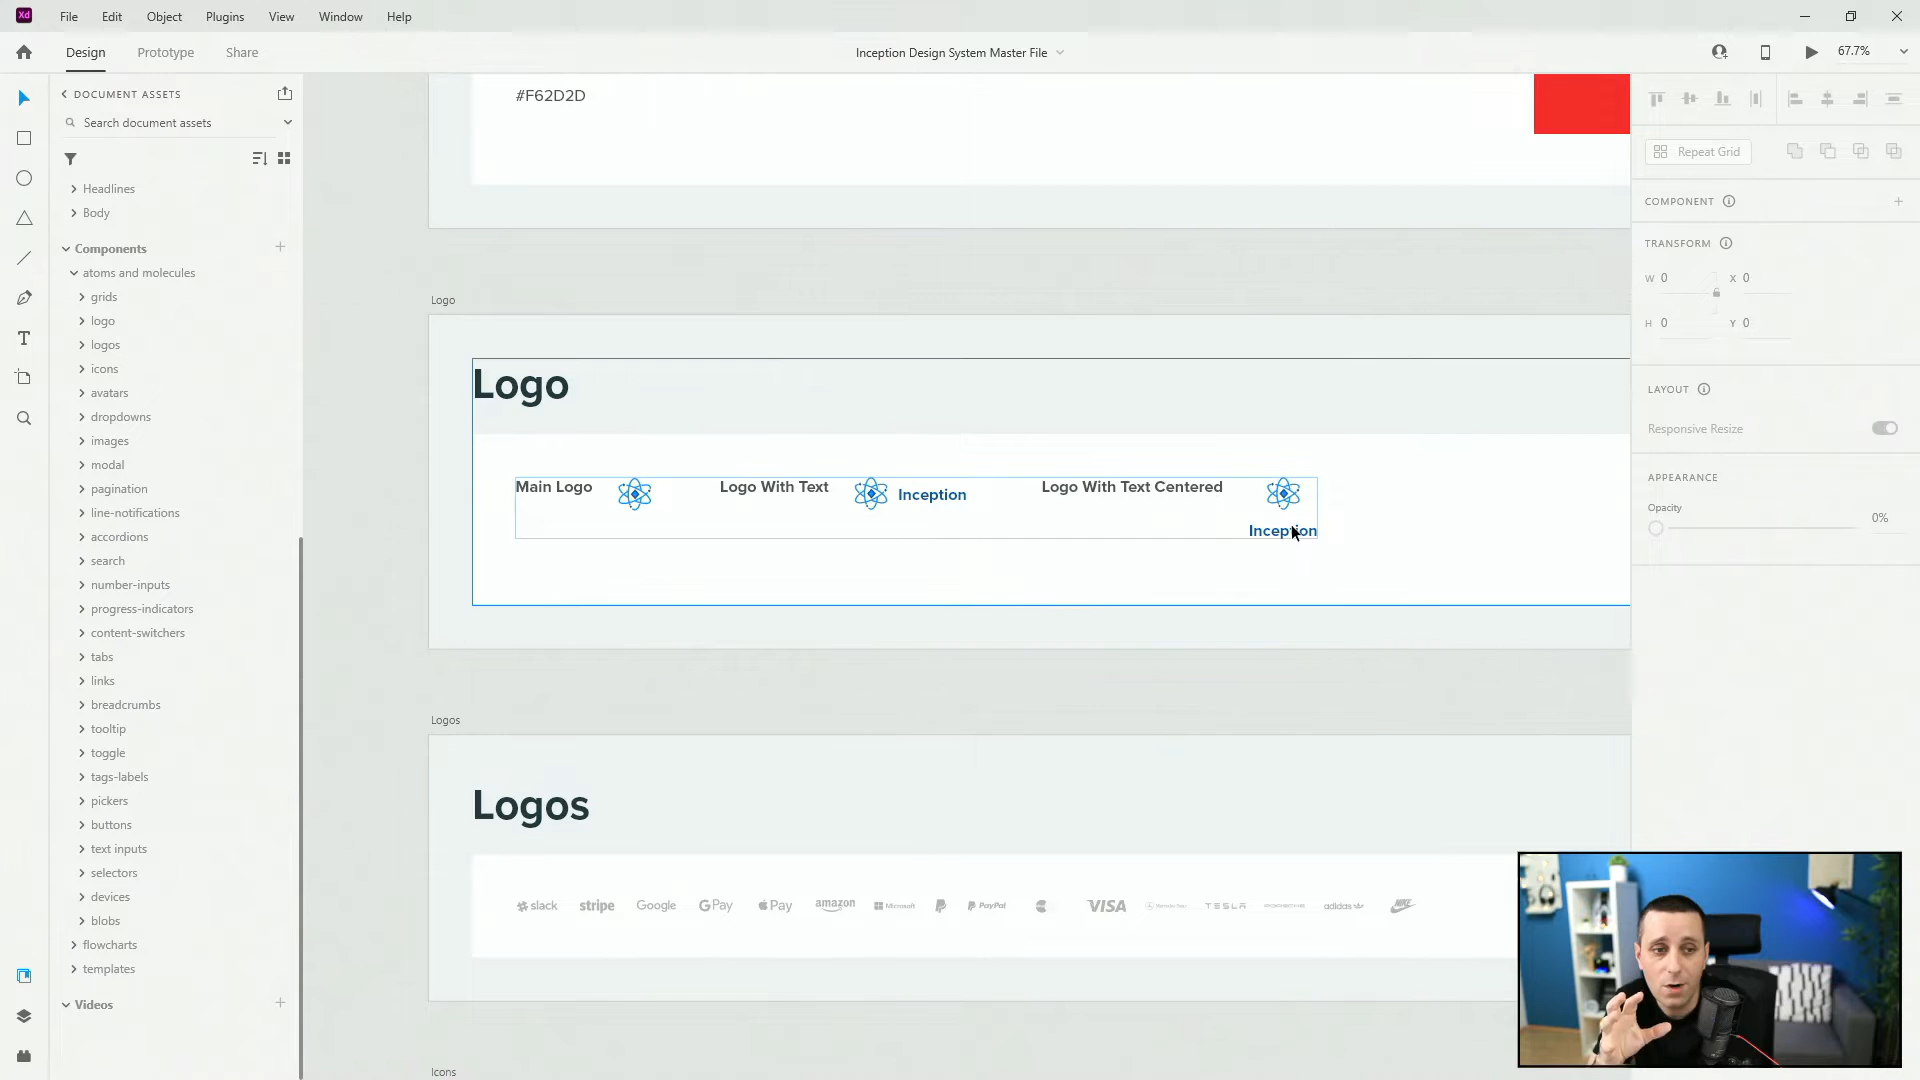 Xd File Edit Object Plugins View Window Help
Design Prototype Share Inception Design System Master File 67.7%
DOCUMENT ASSETS
Search document assets
Headlines
Body
Components
atoms and molecules
grids
logo
logos
icons
avatars
dropdowns
images
modal
pagination
line-notifications
accordions
search
number-inputs
progress-indicators
content-switchers
tabs
links
breadcrumbs
tooltip
toggle
tags-labels
pickers
buttons
text inputs
selectors
devices
blobs
flowcharts
templates
Videos
#F62D2D
Logo
Logo
Main Logo Logo With Text Inception Logo With Text Centered
Inception
Logos
Logos
slack stripe Google G Pay Pay amazon Microsoft PayPal VISA TESLA adidas NIKE
Icons
Repeat Grid
COMPONENT
TRANSFORM
W 0 X 0
H 0 Y 0
LAYOUT
Responsive Resize
APPEARANCE
Opacity
0%